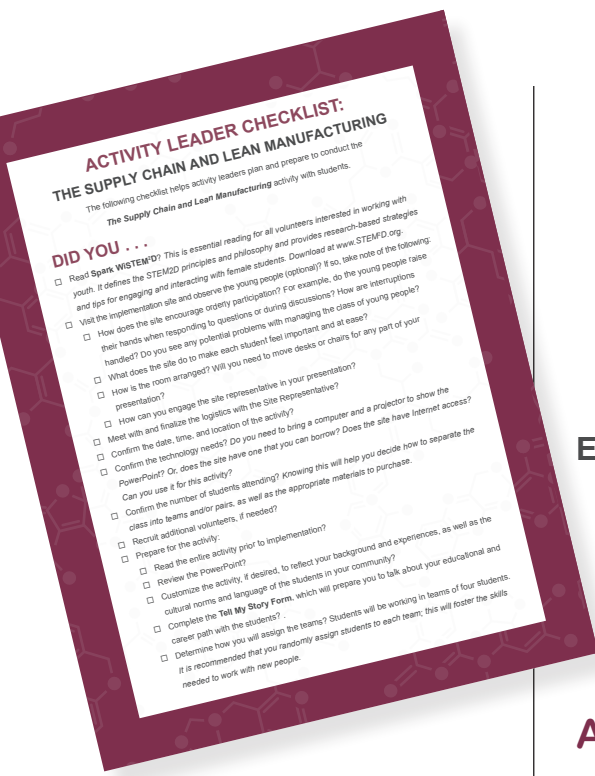 ACTIVITY LEADER CHECKLIST:
THE SUPPLY CHAIN AND LEAN MANUFACTURING
The following checklist helps activity leaders plan and prepare to conduct the
The Supply Chain and Lean Manufacturing activity with students.
DID YOU . . .
☐ Read Spark WiSTEM²D? This is essential reading for all volunteers interested in working with
youth. It defines the STEM2D principles and philosophy and provides research-based strategies
and tips for engaging and interacting with female students. Download at www.STEMFD.org.
☐ Visit the implementation site and observe the young people (optional)? If so, take note of the following:
☐ How does the site encourage orderly participation? For example, do the young people raise
their hands when responding to questions or during discussions? How are interruptions
handled? Do you see any potential problems with managing the class of young people?
☐ What does the site do to make each student feel important and at ease?
☐ How is the room arranged? Will you need to move desks or chairs for any part of your
presentation?
☐ How can you engage the site representative in your presentation?
☐ Meet with and finalize the logistics with the Site Representative?
☐ Confirm the date, time, and location of the activity?
☐ Confirm the technology needs? Do you need to bring a computer and a projector to show the
PowerPoint? Or, does the site have one that you can borrow? Does the site have Internet access?
Can you use it for this activity?
☐ Confirm the number of students attending? Knowing this will help you decide how to separate the
class into teams and/or pairs, as well as the appropriate materials to purchase.
☐ Recruit additional volunteers, if needed?
☐ Prepare for the activity:
☐ Read the entire activity prior to implementation?
☐ Review the PowerPoint?
☐ Customize the activity, if desired, to reflect your background and experiences, as well as the
cultural norms and language of the students in your community?
☐ Complete the Tell My Story Form, which will prepare you to talk about your educational and
career path with the students? .
☐ Determine how you will assign the teams? Students will be working in teams of four students.
It is recommended that you randomly assign students to each team; this will foster the skills
needed to work with new people.
E
A